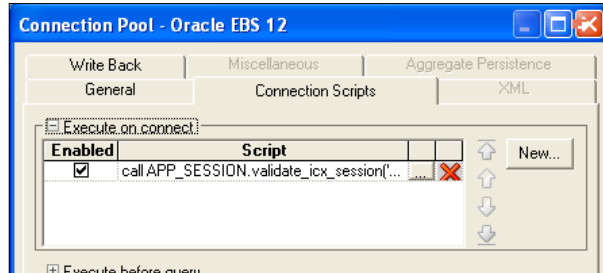 Connection Pool - Oracle EBS 12
Write Back Miscellaneous Aggregate Persistence
General Connection Scripts XML
Execute on connect
Enabled Script
call APP_SESSION.validate_icx_session('... ...
New...
Execute before query